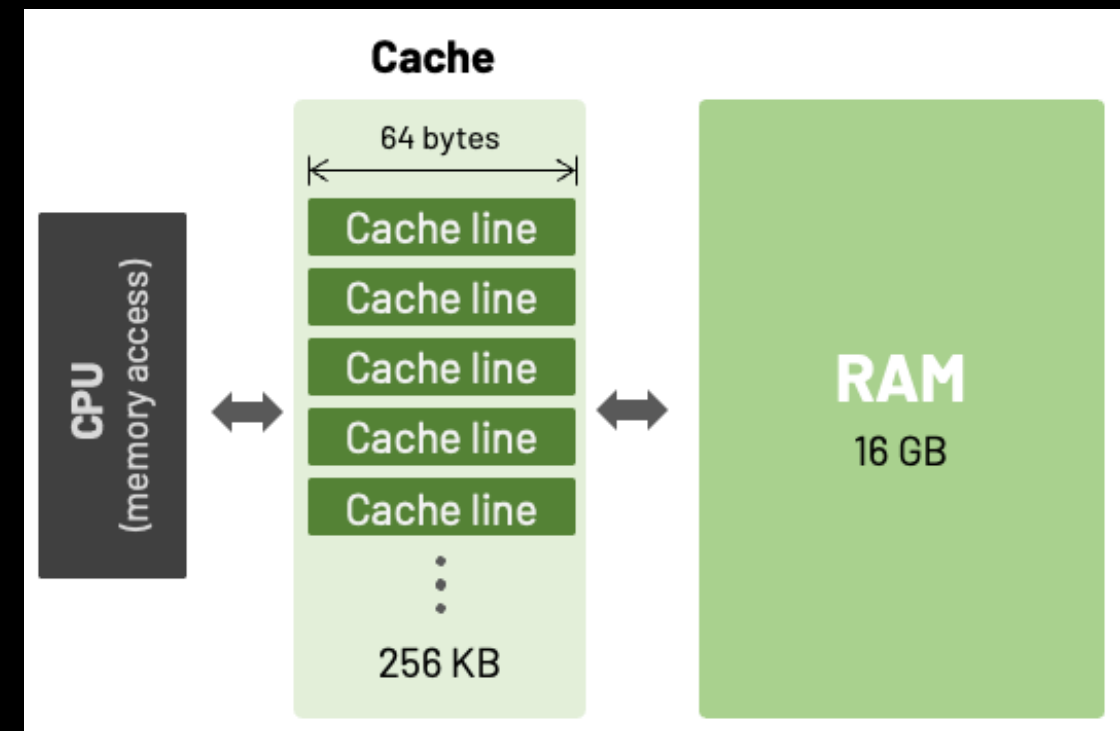 Cache
64 bytes
CPU
(memory access)
Cache line
Cache line
Cache line
Cache line
Cache line
256 KB
RAM
16 GB